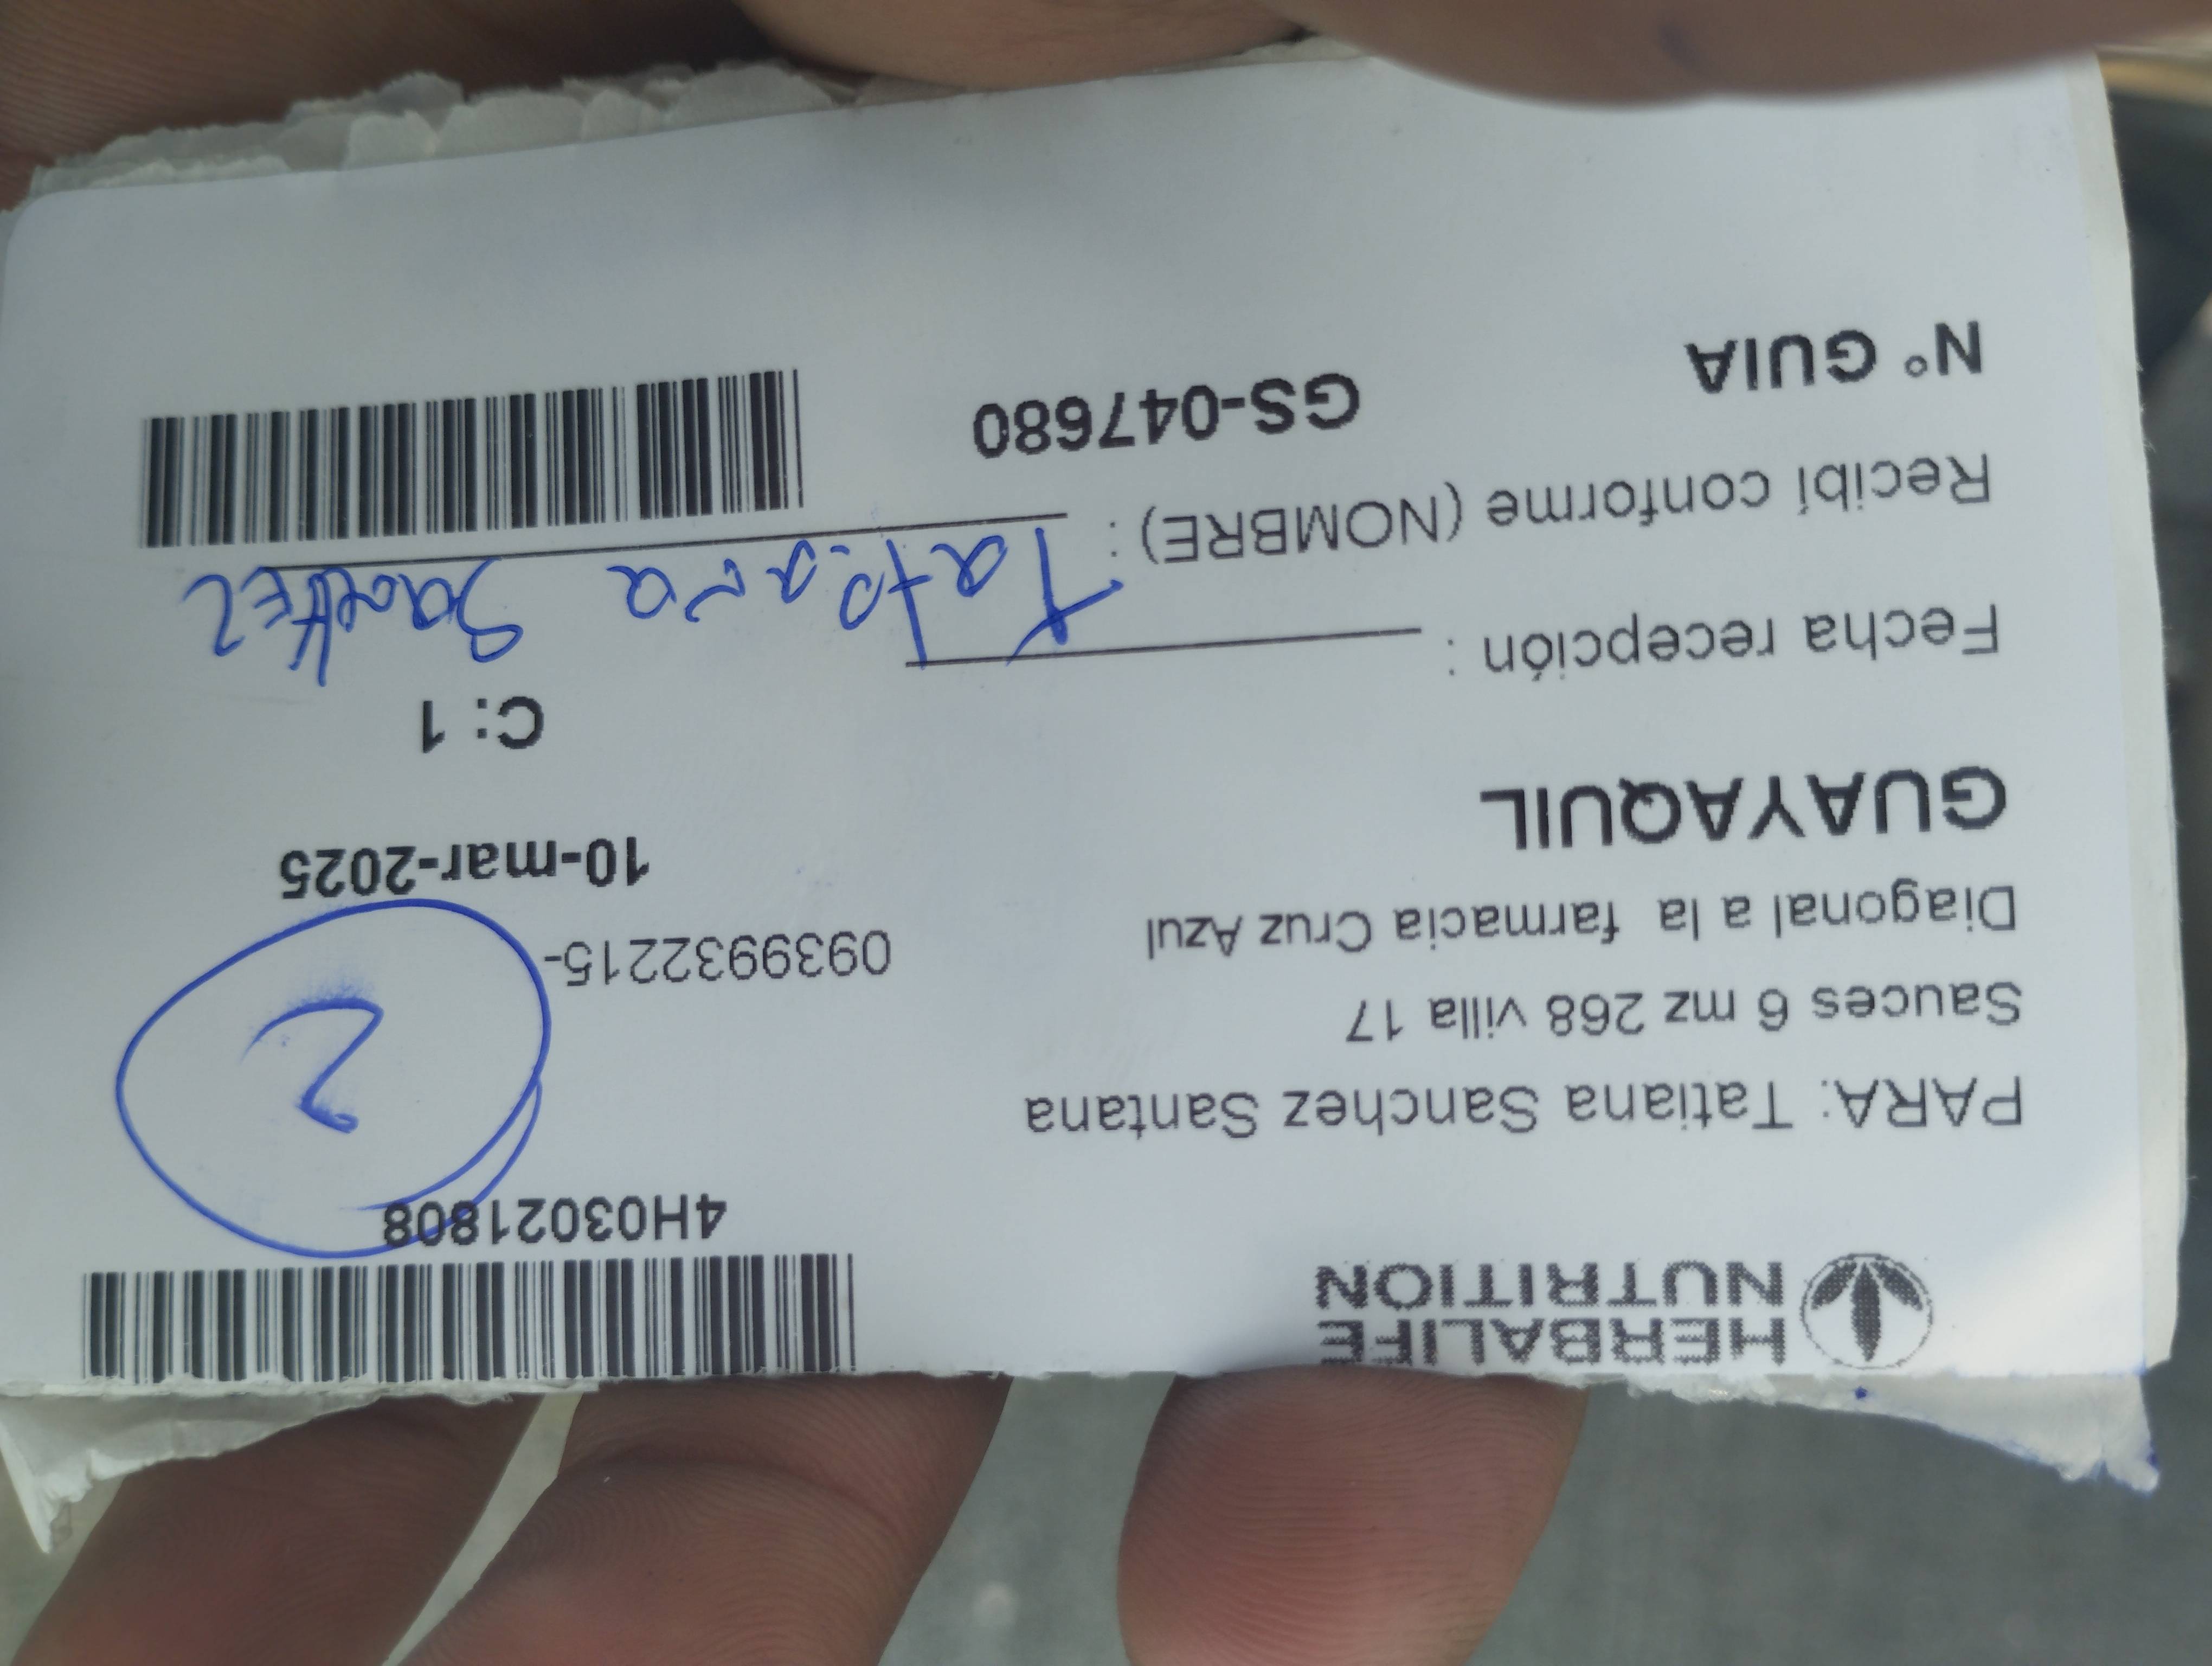 HERBALIFE
NUTRITION
4H03021808
PARA: Tatiana Sanchez Santana
Sauces 6 mz 268 villa 17
2
Diagonal a la farmacia Cruz Azul
0939932215-
GUAYAQUIL
10-mar-2025
C: 1
Fecha recepción :
Recibí conforme (NOMBRE) :
N° GUIA
GS-047680